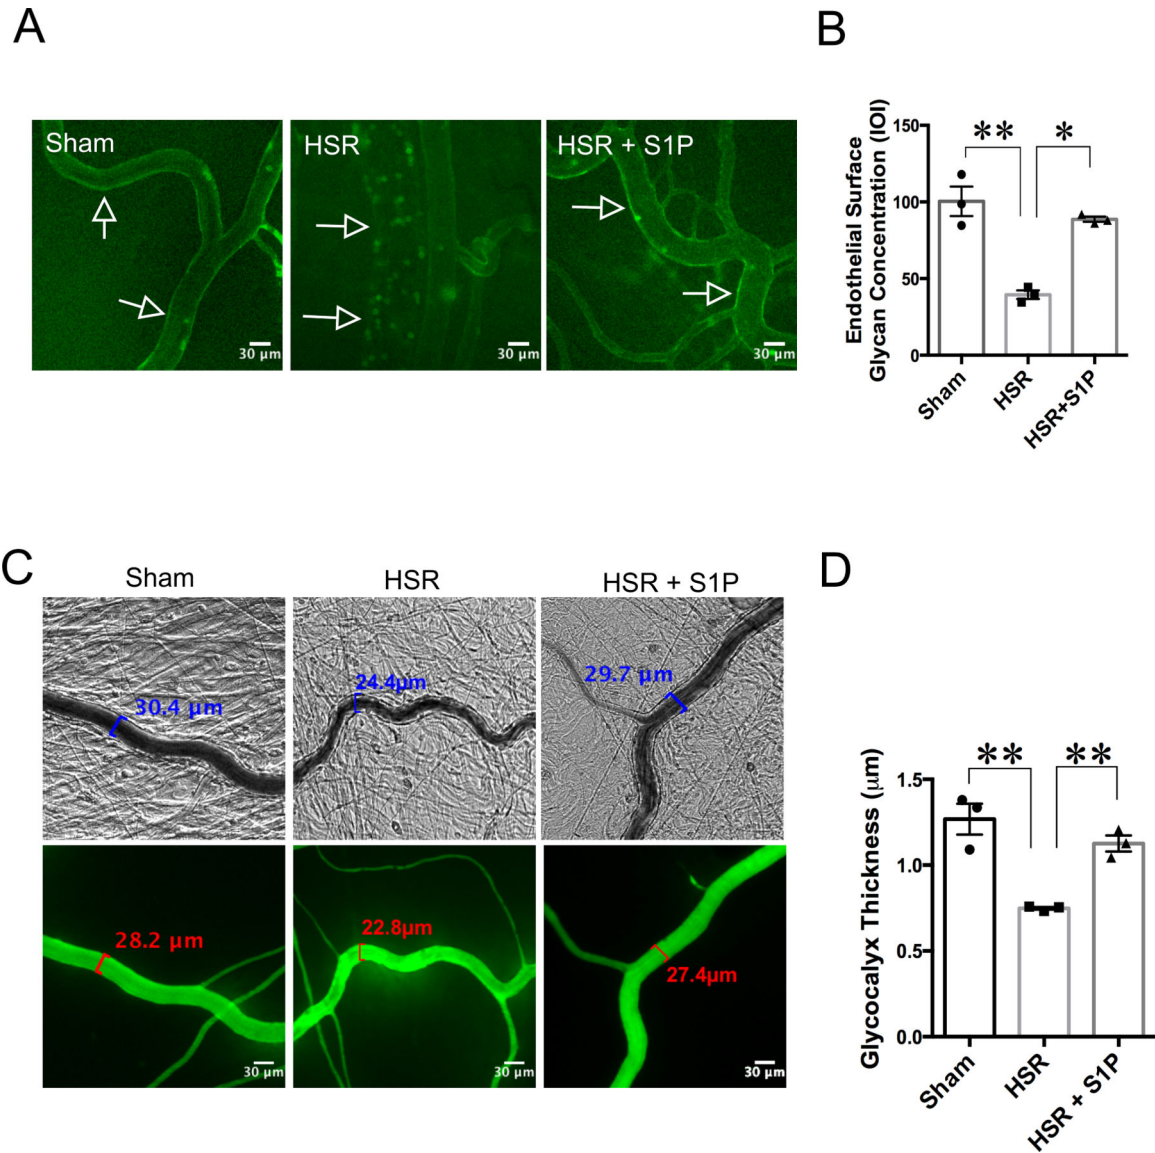 A
Sham
HSR
HSR + S1P
30 µm
30 µm
30 µm
B
Endothelial Surface
Glycan Concentration (IOI)
150
100
50
0
**
*
Sham
HSR
HSR+S1P
C
Sham
HSR
HSR + S1P
30.4 µm
24.4µm
29.7 µm
28.2 µm
22.8µm
27.4µm
30 µm
30 µm
30 µm
D
Glycocalyx Thickness (µm)
1.5
1.0
0.5
0.0
**
**
Sham
HSR
HSR + S1P